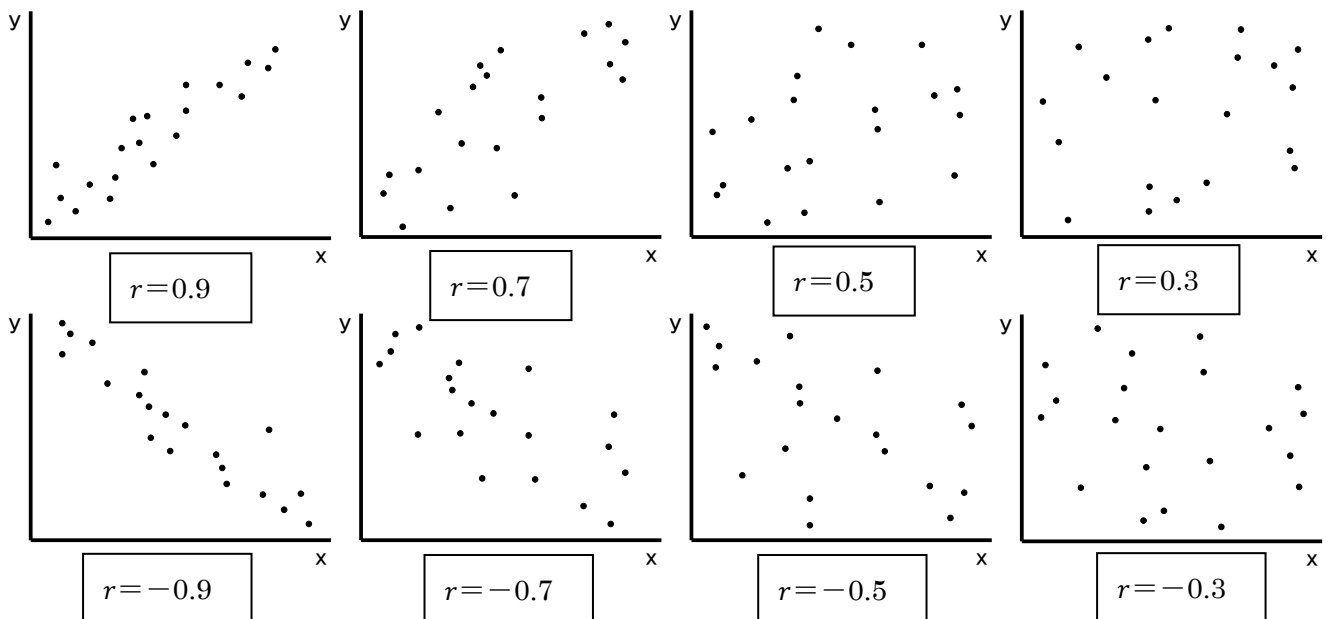 y y y y
x x x x
r=0.9 r=0.7 r=0.5 r=0.3
y y y y
x x x x
r=−0.9 r=−0.7 r=−0.5 r=−0.3